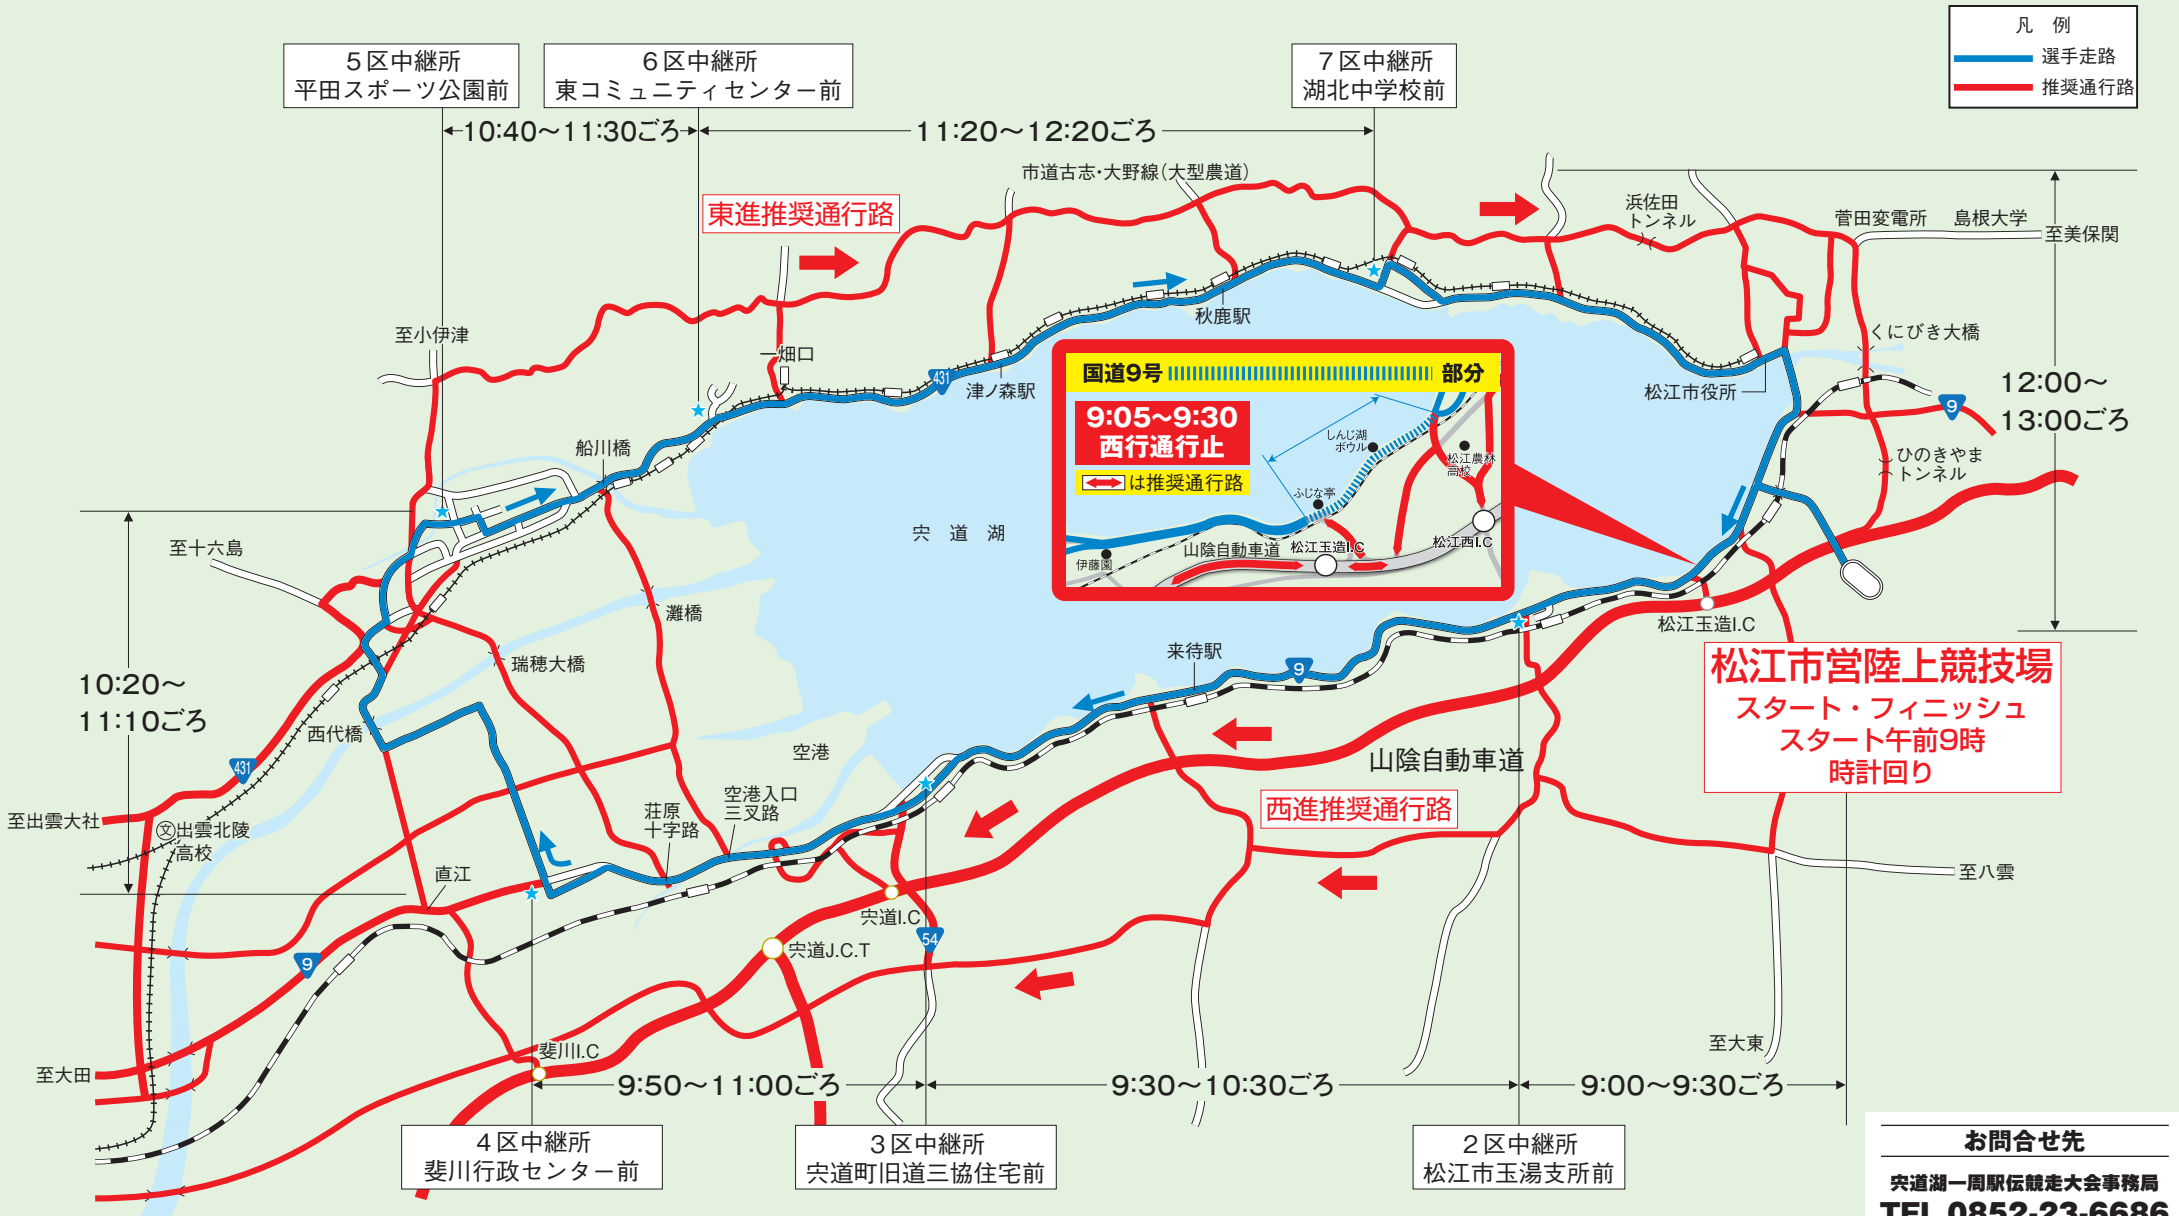 凡 例
選手走路
推奨通行路
5区中継所
平田スポーツ公園前
6区中継所
東コミュニティセンター前
7区中継所
湖北中学校前
10:40〜11:30ごろ
11:20〜12:20ごろ
市道古志・大野線(大型農道)
東進推奨通行路
浜佐田
トンネル
菅田変電所
島根大学
至美保関
至小伊津
一畑口
431
津ノ森駅
秋鹿駅
くにびき大橋
松江市役所
9
12:00〜
13:00ごろ
ひのきやま
トンネル
国道9号
部分
9:05〜9:30
西行通行止
は推奨通行路
しんじ湖
ボウル
松江農林
高校
ふじな亭
伊藤園
山陰自動車道
松江玉造I.C
松江西I.C
船川橋
宍道湖
至十六島
灘橋
瑞穂大橋
10:20〜
11:10ごろ
西代橋
431
来待駅
9
松江玉造I.C
松江市営陸上競技場
スタート・フィニッシュ
スタート午前9時
時計回り
空港
山陰自動車道
西進推奨通行路
至出雲大社
文
出雲北陵
高校
荘原
十字路
空港入口
三叉路
直江
至八雲
宍道I.C
54
宍道J.C.T
9
至大東
斐川I.C
至大田
9:50〜11:00ごろ
9:30〜10:30ごろ
9:00〜9:30ごろ
4区中継所
斐川行政センター前
3区中継所
宍道町旧道三協住宅前
2区中継所
松江市玉湯支所前
お問合せ先
宍道湖一周駅伝競走大会事務局
TEL 0852-23-6686